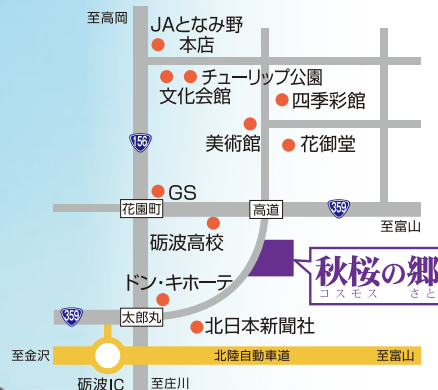 至高岡
JAとなみ野
本店
チューリップ公園
文化会館
四季彩館
156
美術館
花御堂
GS
花園町
高道
359
至富山
砺波高校
秋桜の郷
コスモス さと
ドン・キホーテ
359
太郎丸
北日本新聞社
至金沢
北陸自動車道
至富山
砺波IC
至庄川